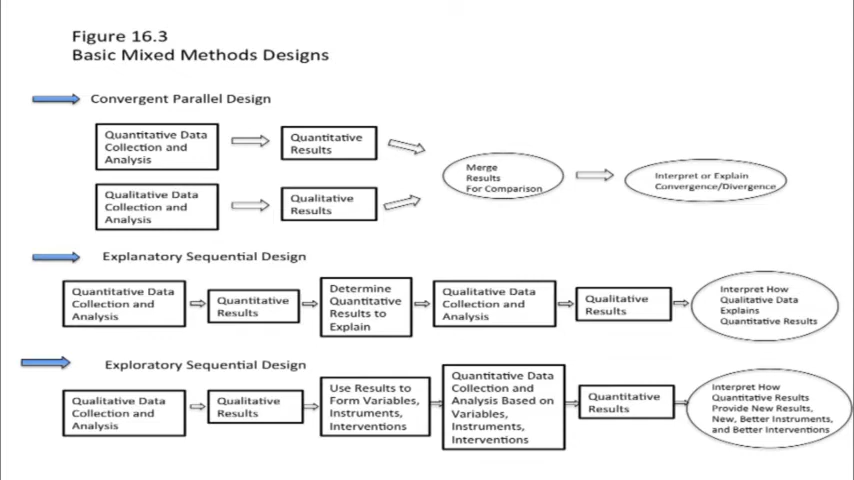 Figure 16.3
Basic Mixed Methods Designs
Convergent Parallel Design
Quantitative Data
Collection and
Analysis
Quantitative
Results
Qualitative Data
Collection and
Analysis
Qualitative
Results
Merge
Results
For Comparison
Interpret or Explain
Convergence/Divergence
Explanatory Sequential Design
Quantitative Data
Collection and
Analysis
Quantitative
Results
Determine
Quantitative
Results to
Explain
Qualitative Data
Collection and
Analysis
Qualitative
Results
Interpret How
Qualitative Data
Explains
Quantitative Results
Exploratory Sequential Design
Qualitative Data
Collection and
Analysis
Qualitative
Results
Use Results to
Form Variables,
Instruments,
Interventions
Quantitative Data
Collection and
Analysis Based on
Variables,
Instruments,
Interventions
Quantitative
Results
Interpret How
Quantitative Results
Provide New Results,
New, Better Instruments,
and Better Interventions